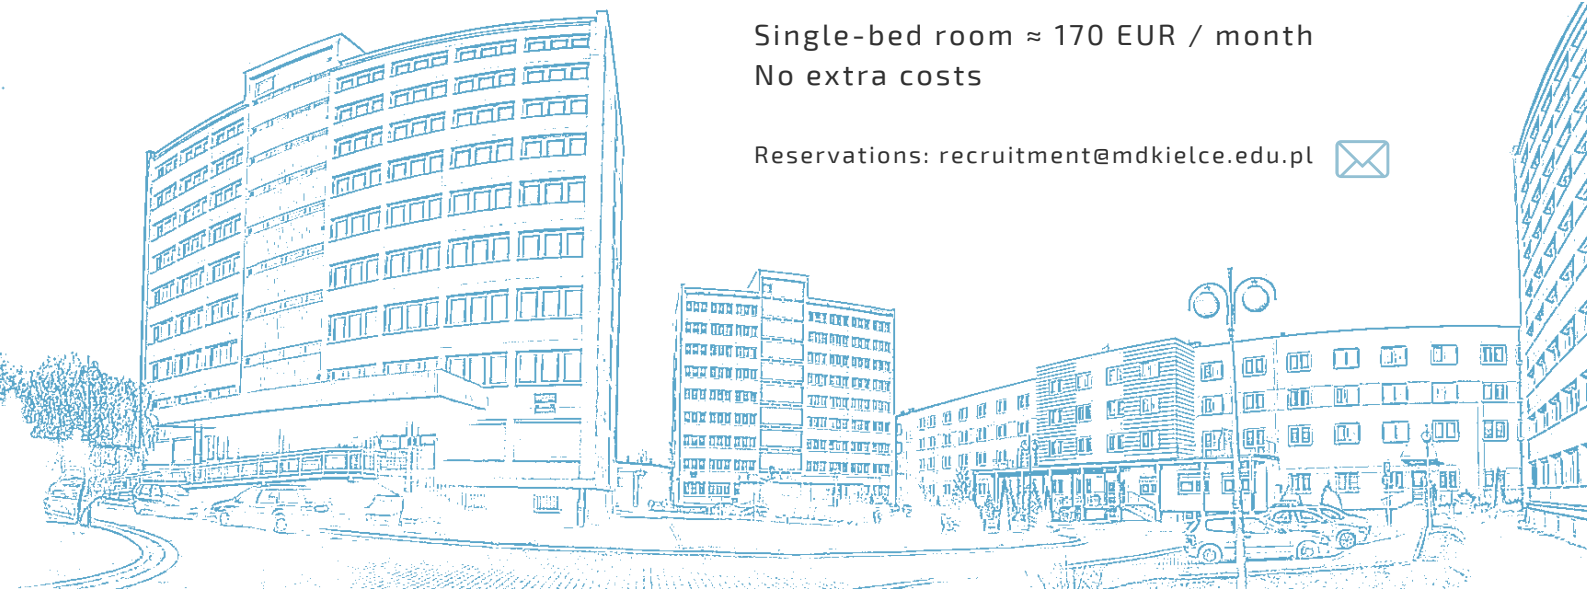 Single-bed room ≈ 170 EUR / month
No extra costs
Reservations: recruitment@mdkielce.edu.pl